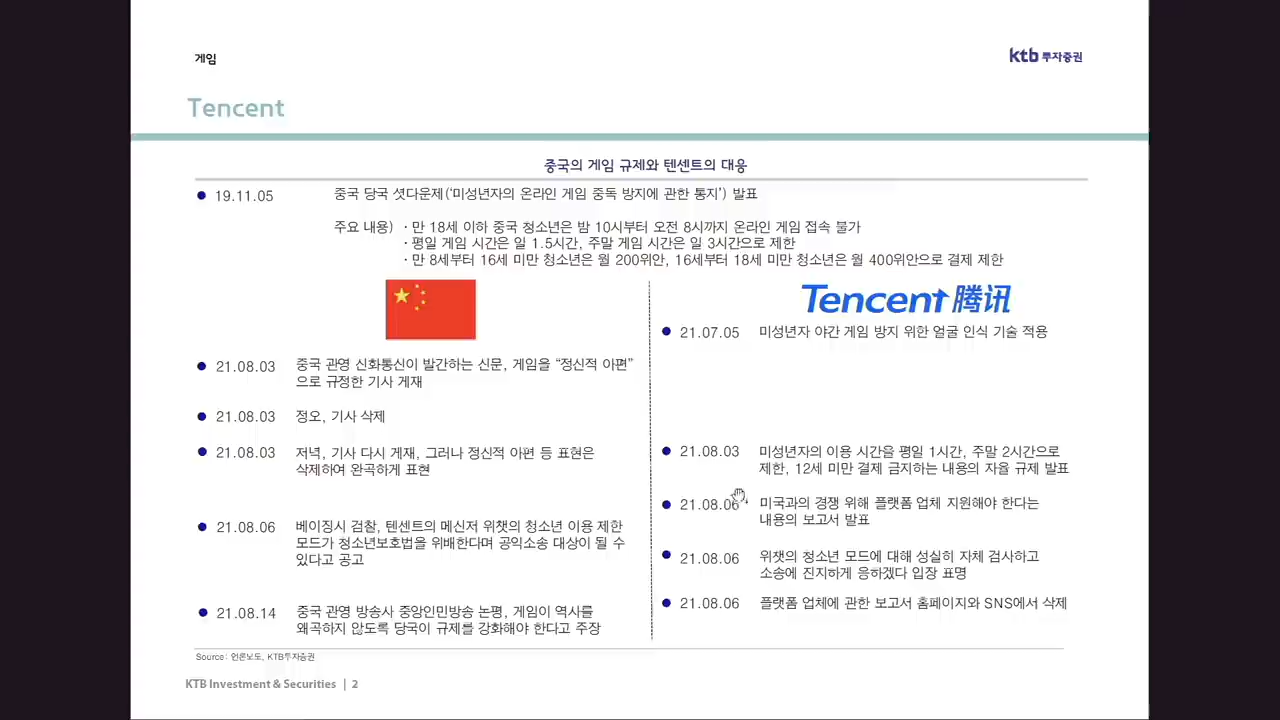 게임
ktb 투자증권
Tencent
중국의 게임 규제와 텐센트의 대응
19.11.05 중국 당국 셧다운제(‘미성년자의 온라인 게임 중독 방지에 관한 통지’) 발표
주요 내용) · 만 18세 이하 중국 청소년은 밤 10시부터 오전 8시까지 온라인 게임 접속 불가
· 평일 게임 시간은 일 1.5시간, 주말 게임 시간은 일 3시간으로 제한
· 만 8세부터 16세 미만 청소년은 월 200위안, 16세부터 18세 미만 청소년은 월 400위안으로 결제 제한
21.08.03 중국 관영 신화통신이 발간하는 신문, 게임을 “정신적 아편”
으로 규정한 기사 게재
21.08.03 정오, 기사 삭제
21.08.03 저녁, 기사 다시 게재, 그러나 정신적 아편 등 표현은
삭제하여 완곡하게 표현
21.08.06 베이징시 검찰, 텐센트의 메신저 위챗의 청소년 이용 제한
모드가 청소년보호법을 위배한다며 공익소송 대상이 될 수
있다고 공고
21.08.14 중국 관영 방송사 중앙인민방송 논평, 게임이 역사를
왜곡하지 않도록 당국이 규제를 강화해야 한다고 주장
Tencent 腾讯
21.07.05 미성년자 야간 게임 방지 위한 얼굴 인식 기술 적용
21.08.03 미성년자의 이용 시간을 평일 1시간, 주말 2시간으로
제한, 12세 미만 결제 금지하는 내용의 자율 규제 발표
21.08.06 미국과의 경쟁 위해 플랫폼 업체 지원해야 한다는
내용의 보고서 발표
21.08.06 위챗의 청소년 모드에 대해 성실히 자체 검사하고
소송에 진지하게 응하겠다 입장 표명
21.08.06 플랫폼 업체에 관한 보고서 홈페이지와 SNS에서 삭제
Source: 언론보도, KTB투자증권
KTB Investment & Securities | 2